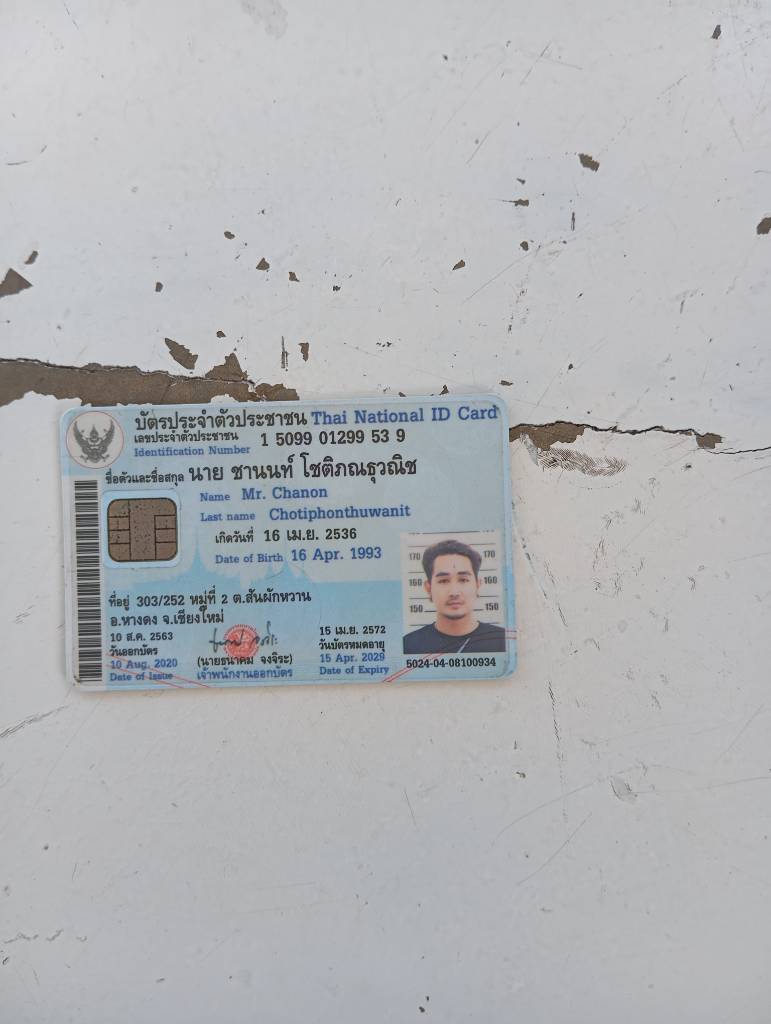 บัตรประจำตัวประชาชน Thai National ID Card
เลขประจำตัวประชาชน 1 5099 01299 53 9
Identification Number
ชื่อตัวและชื่อสกุล นาย ชานนท์ โชติภณธุวณิช
Name Mr. Chanon
Last name Chotiphonthuwanit
เกิดวันที่ 16 เม.ย. 2536
Date of Birth 16 Apr. 1993
ที่อยู่ 303/252 หมู่ที่ 2 ต.สันผักหวาน
อ.หางดง จ.เชียงใหม่
10 ส.ค. 2563
วันออกบัตร
10 Aug. 2020
Date of Issue
(นายธนาคม จงจิระ)
เจ้าพนักงานออกบัตร
15 เม.ย. 2572
วันบัตรหมดอายุ
15 Apr. 2029
Date of Expiry
170 170
160 160
150 150
5024-04-08100934